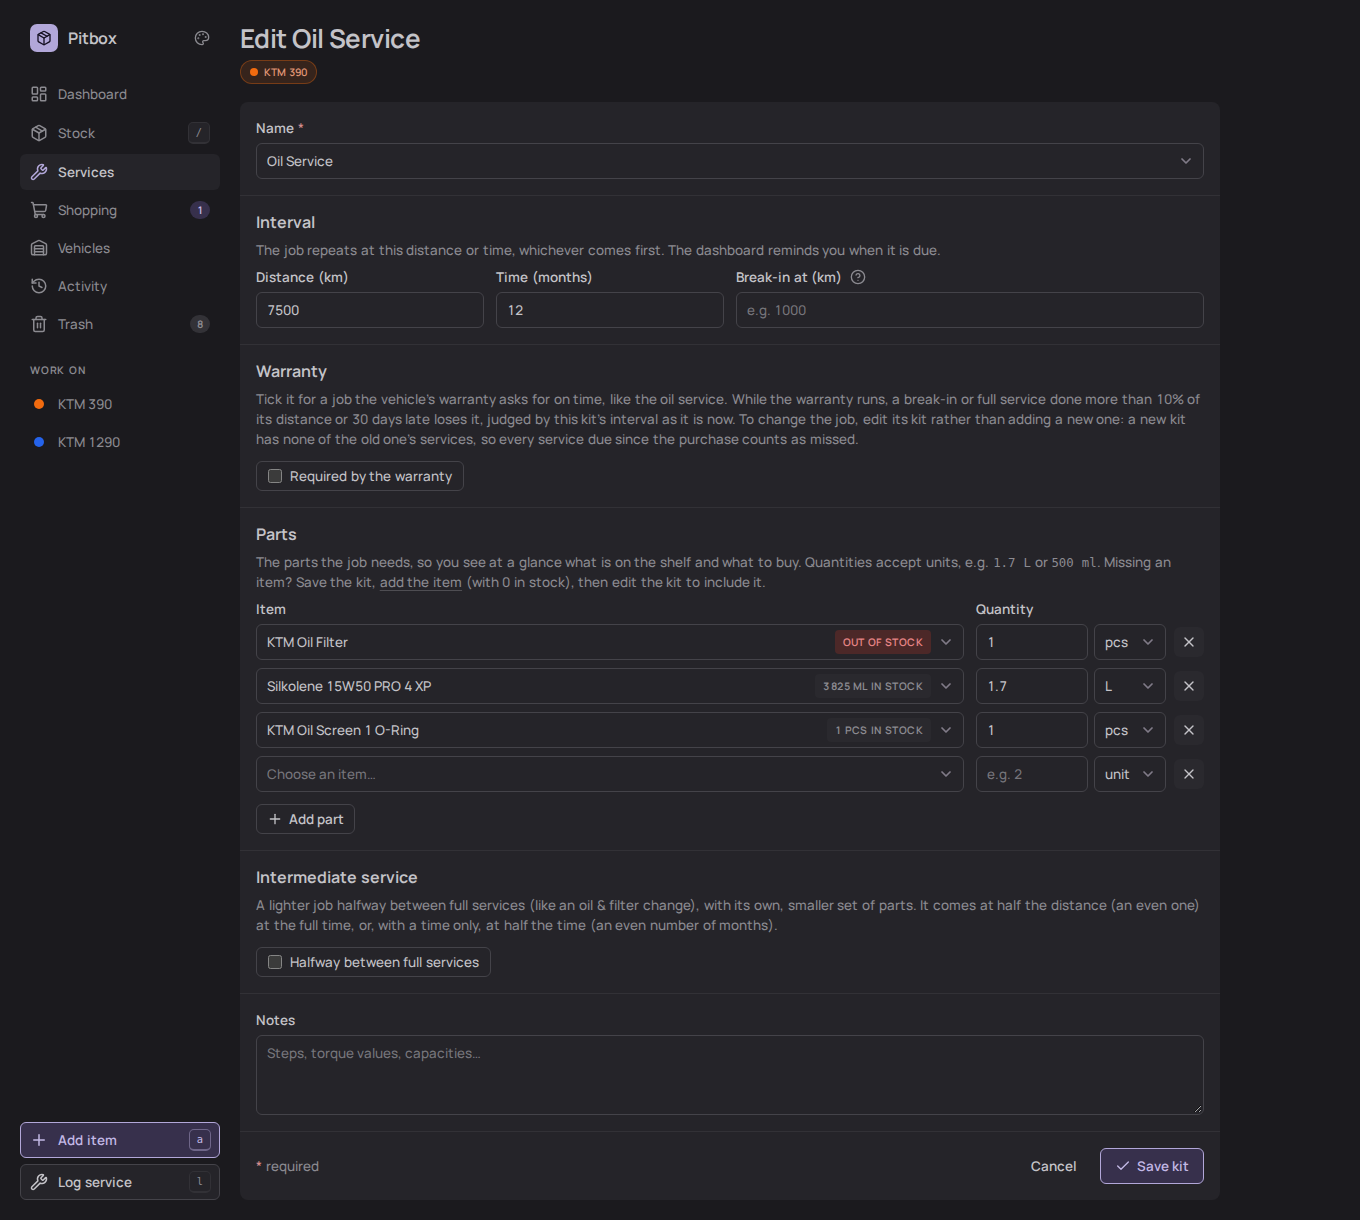 Pitbox
Dashboard
Stock /
Services
Shopping 1
Vehicles
Activity
Trash 8
WORK ON
KTM 390
KTM 1290
Add item a
Log service l
Edit Oil Service
KTM 390
Name *
Oil Service
Interval
The job repeats at this distance or time, whichever comes first. The dashboard reminds you when it is due.
Distance (km) Time (months) Break-in at (km) ?
7500 12 e.g. 1000
Warranty
Tick it for a job the vehicle's warranty asks for on time, like the oil service. While the warranty runs, a break-in or full service done more than 10% of
its distance or 30 days late loses it, judged by this kit's interval as it is now. To change the job, edit its kit rather than adding a new one: a new kit
has none of the old one's services, so every service due since the purchase counts as missed.
Required by the warranty
Parts
The parts the job needs, so you see at a glance what is on the shelf and what to buy. Quantities accept units, e.g. 1.7 L or 500 ml. Missing an
item? Save the kit, add the item (with 0 in stock), then edit the kit to include it.
Item Quantity
KTM Oil Filter OUT OF STOCK 1 pcs
Silkolene 15W50 PRO 4 XP 3 825 ML IN STOCK 1.7 L
KTM Oil Screen 1 O-Ring 1 PCS IN STOCK 1 pcs
Choose an item... e.g. 2 unit
Add part
Intermediate service
A lighter job halfway between full services (like an oil & filter change), with its own, smaller set of parts. It comes at half the distance (an even one)
at the full time, or, with a time only, at half the time (an even number of months).
Halfway between full services
Notes
Steps, torque values, capacities...
* required Cancel Save kit